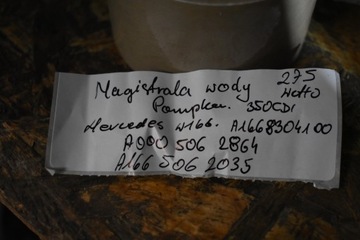 Magistrala wody 275
Pompka. 350CDI netto
Mercedes W166. A1668304100
A000 506 2864
A166 506 2035